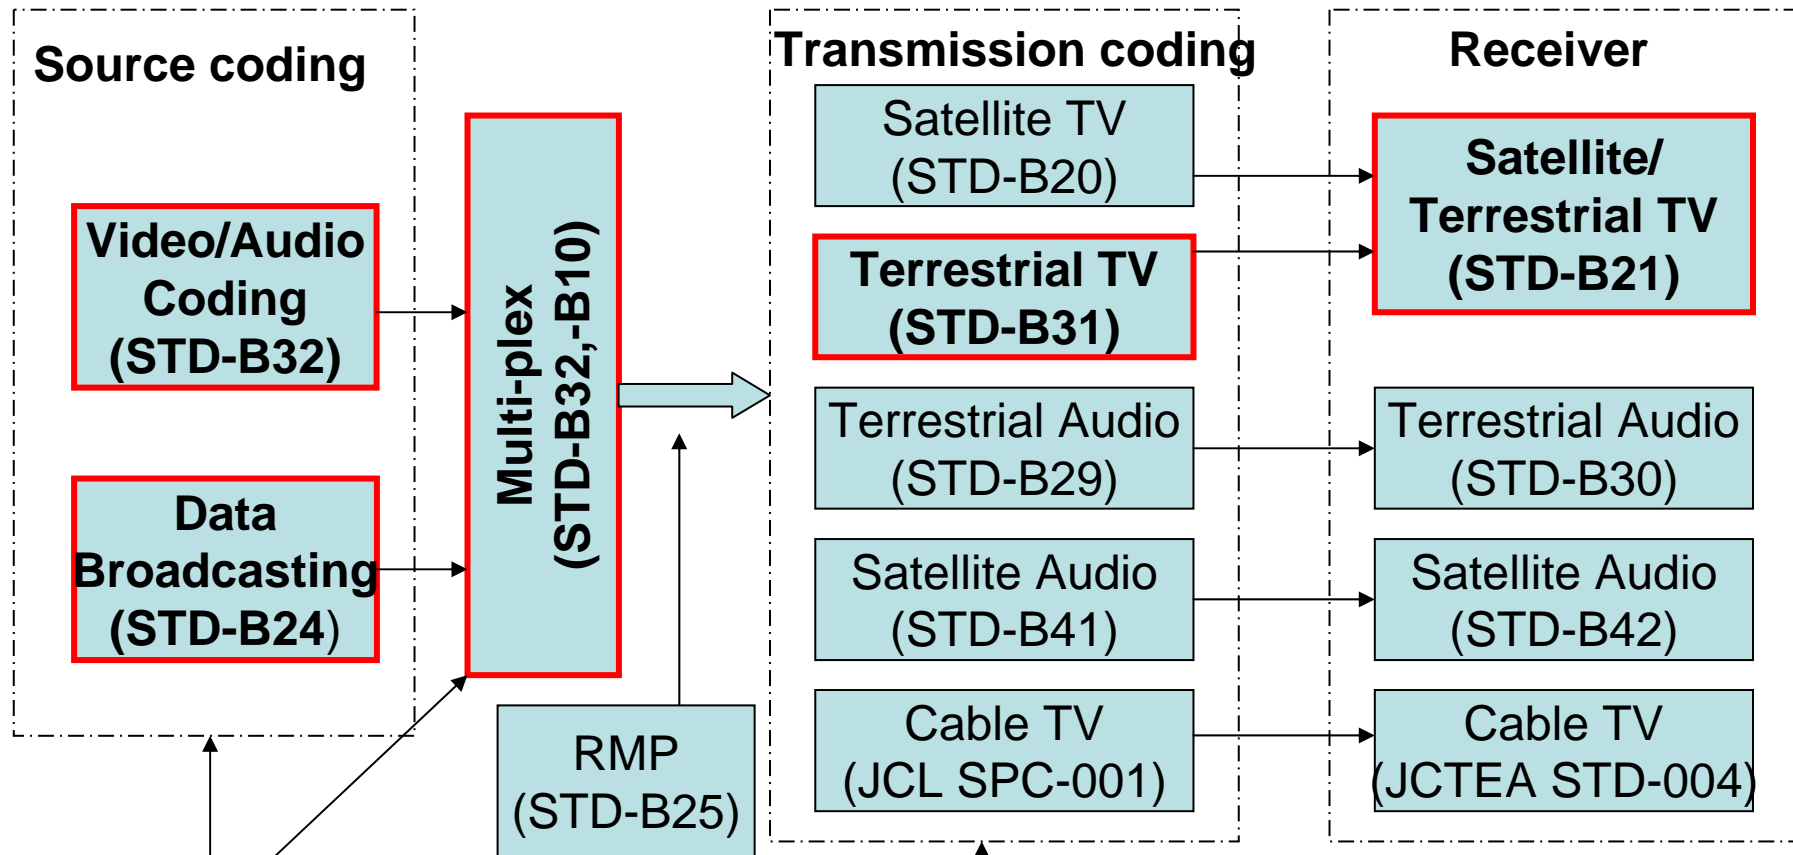 Source coding
Video/Audio
Coding
(STD-B32)
Data
Broadcasting
(STD-B24)
Multi-plex
(STD-B32,-B10)
RMP
(STD-B25)
Transmission coding
Satellite TV
(STD-B20)
Terrestrial TV
(STD-B31)
Terrestrial Audio
(STD-B29)
Satellite Audio
(STD-B41)
Cable TV
(JCL SPC-001)
Receiver
Satellite/
Terrestrial TV
(STD-B21)
Terrestrial Audio
(STD-B30)
Satellite Audio
(STD-B42)
Cable TV
(JCTEA STD-004)